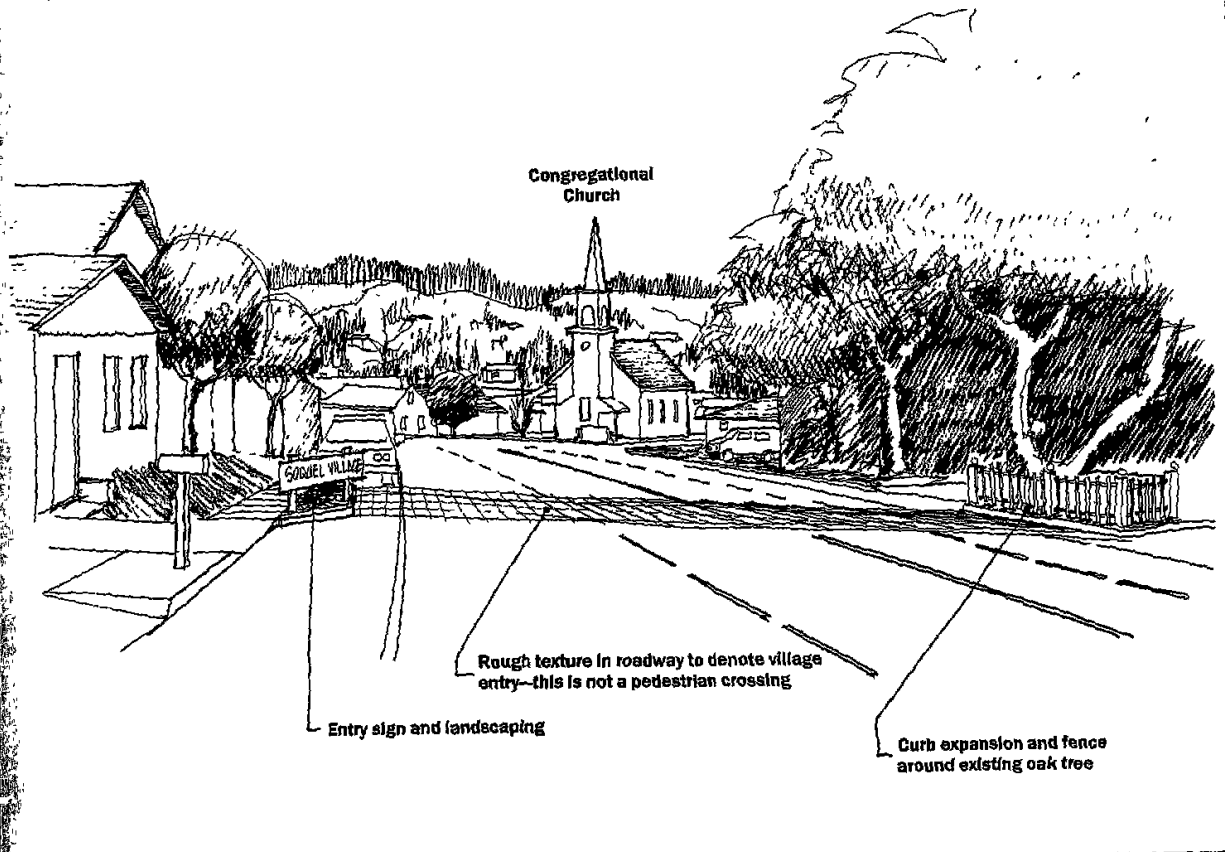 Congregational
Church
SOQUEL VILLAGE
Rough texture in roadway to denote village
entry—this is not a pedestrian crossing
Entry sign and landscaping
Curb expansion and fence
around existing oak tree